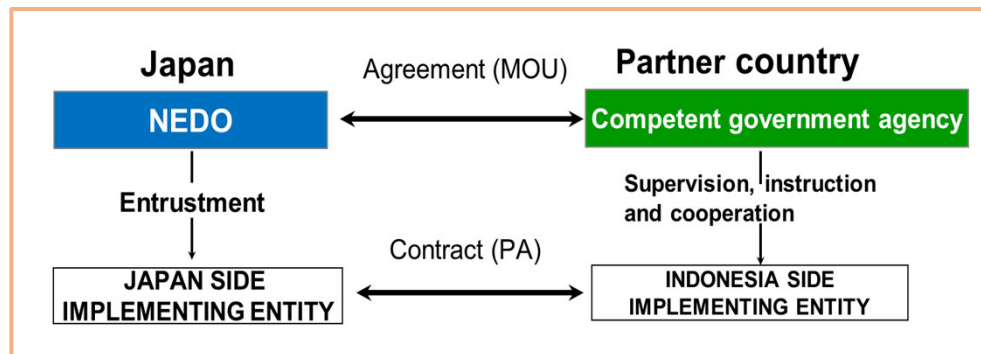 Japan
Agreement (MOU)
Partner country
NEDO
Competent government agency
Entrustment
Supervision, instruction
and cooperation
Contract (PA)
JAPAN SIDE
IMPLEMENTING ENTITY
INDONESIA SIDE
IMPLEMENTING ENTITY